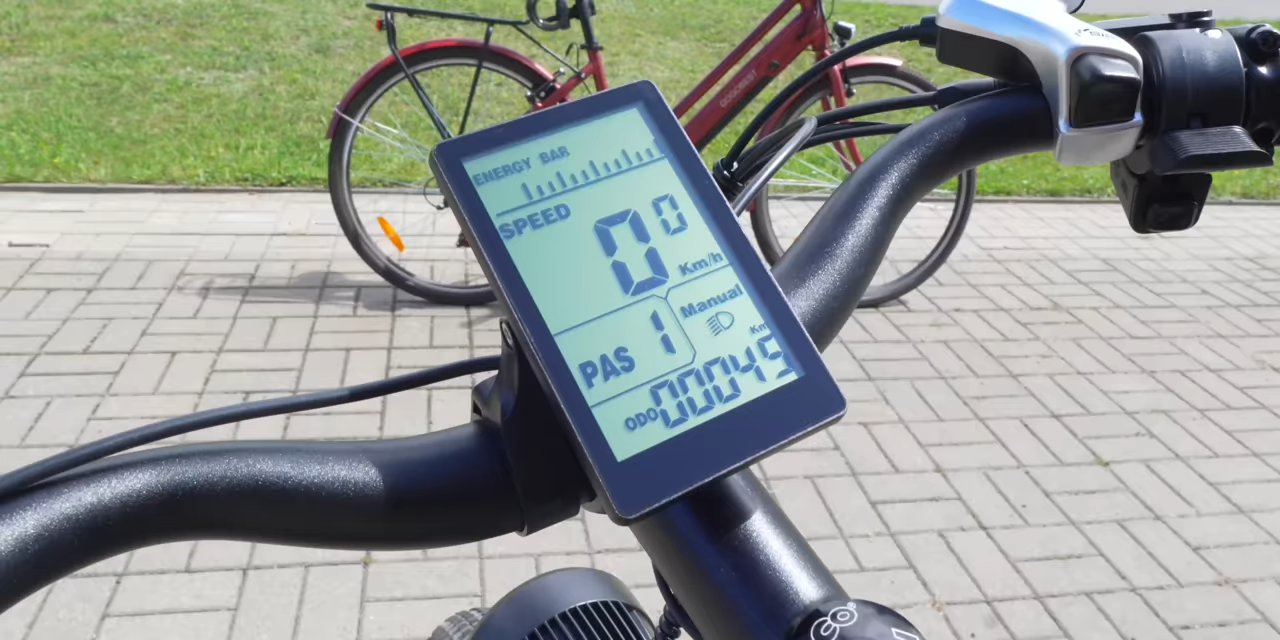 ENERGY BAR
SPEED
0 0
Km/h
PAS 1
Manual
Km
ODO 00045